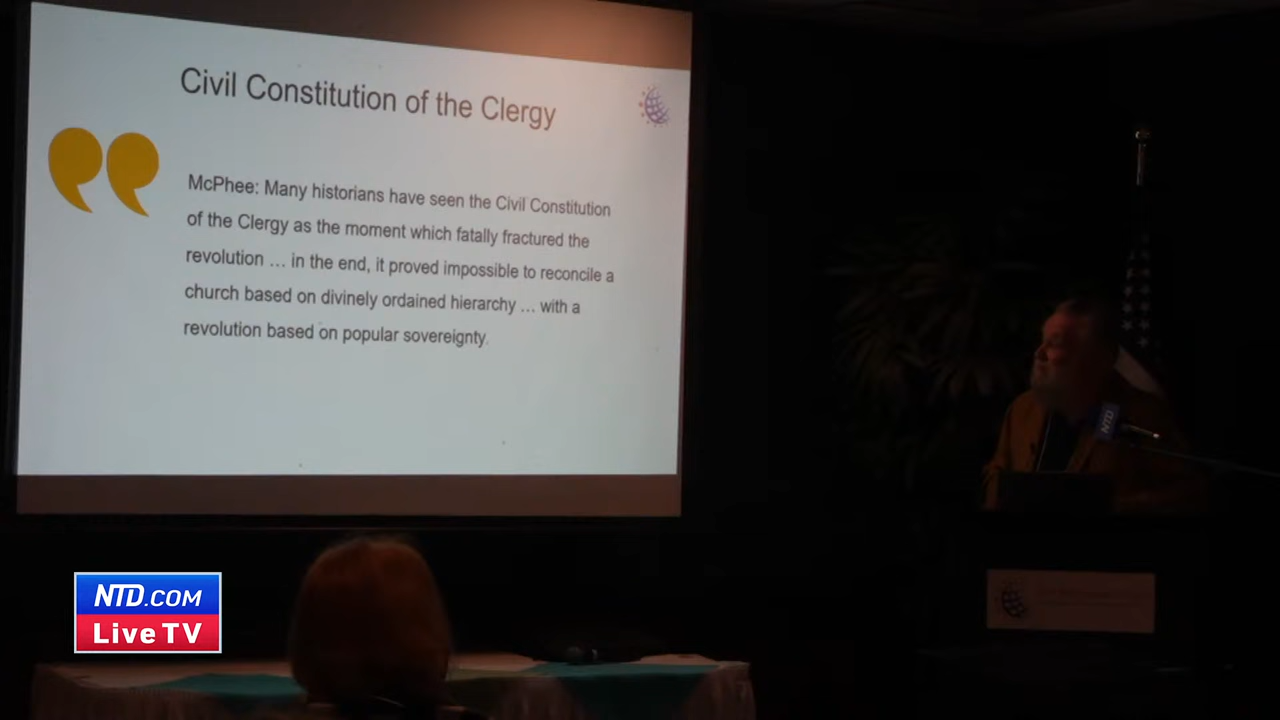 Civil Constitution of the Clergy
McPhee: Many historians have seen the Civil Constitution
of the Clergy as the moment which fatally fractured the
revolution … in the end, it proved impossible to reconcile a
church based on divinely ordained hierarchy … with a
revolution based on popular sovereignty.
NTD
NTD.COM
Live TV